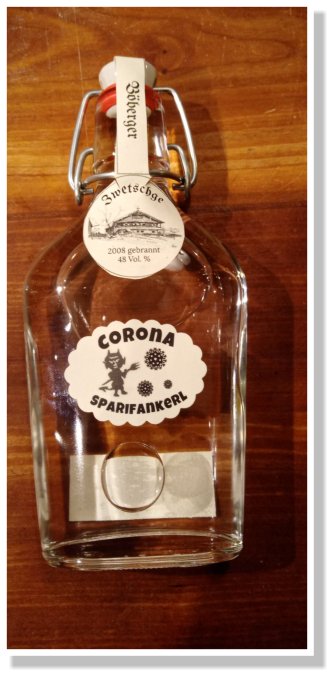 Böberger
Zwetschge
2008 gebrannt
48 Vol. %
CORONA
SPARIFANKERL